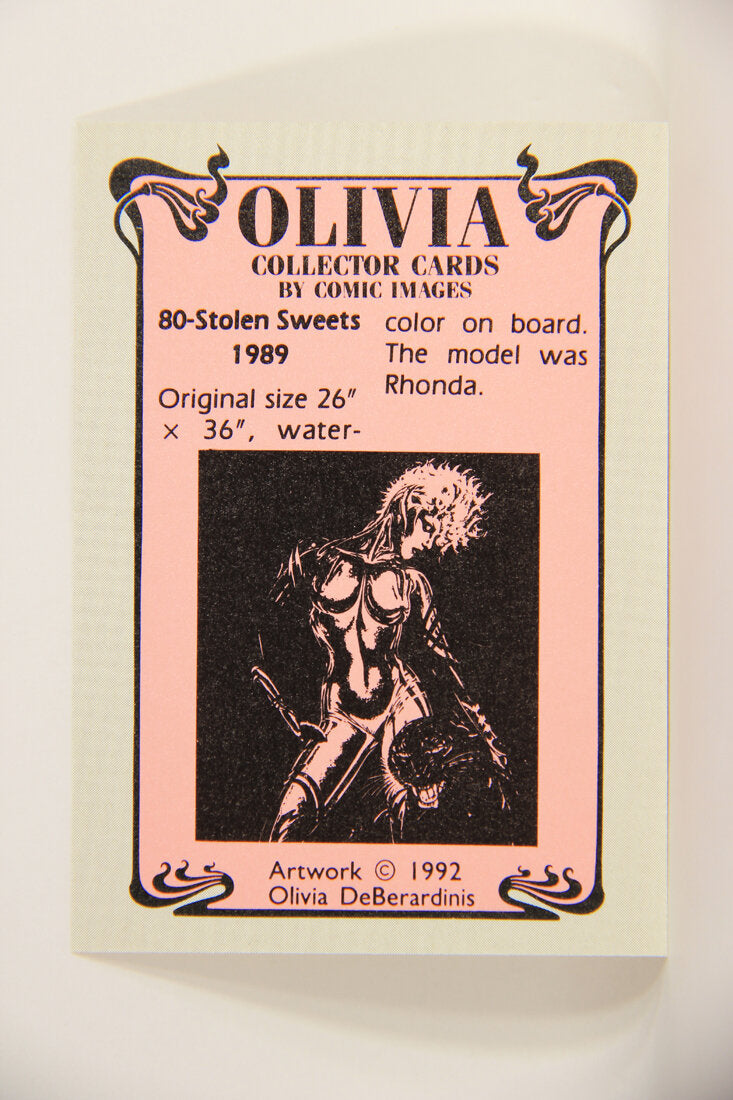 OLIVIA
COLLECTOR CARDS
BY COMIC IMAGES
80-Stolen Sweets
1989
Original size 26"
× 36", water-
color on board.
The model was
Rhonda.
Artwork © 1992
Olivia DeBerardinis